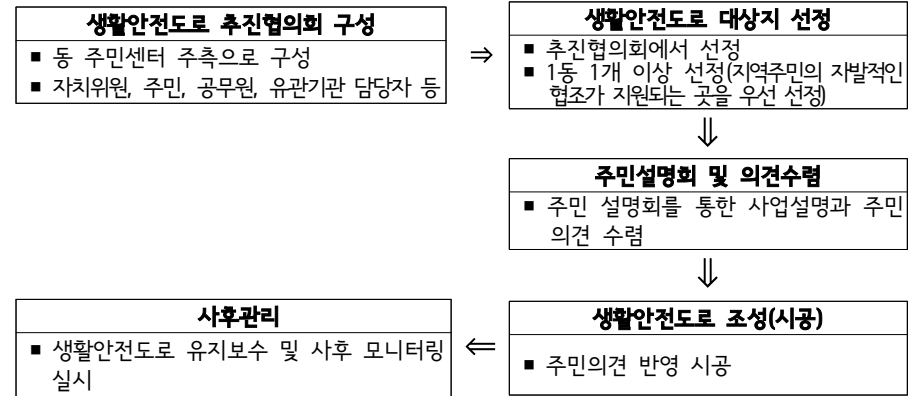 생활안전도로 추진협의회 구성
■ 동 주민센터 주축으로 구성
■ 자치위원, 주민, 공무원, 유관기관 담당자 등
⇒
생활안전도로 대상지 선정
■ 추진협의회에서 선정
■ 1동 1개 이상 선정(지역주민의 자발적인
협조가 지원되는 곳을 우선 선정)
⇓
주민설명회 및 의견수렴
■ 주민 설명회를 통한 사업설명과 주민
의견 수렴
⇓
생활안전도로 조성(시공)
■ 주민의견 반영 시공
⇐
사후관리
■ 생활안전도로 유지보수 및 사후 모니터링
실시